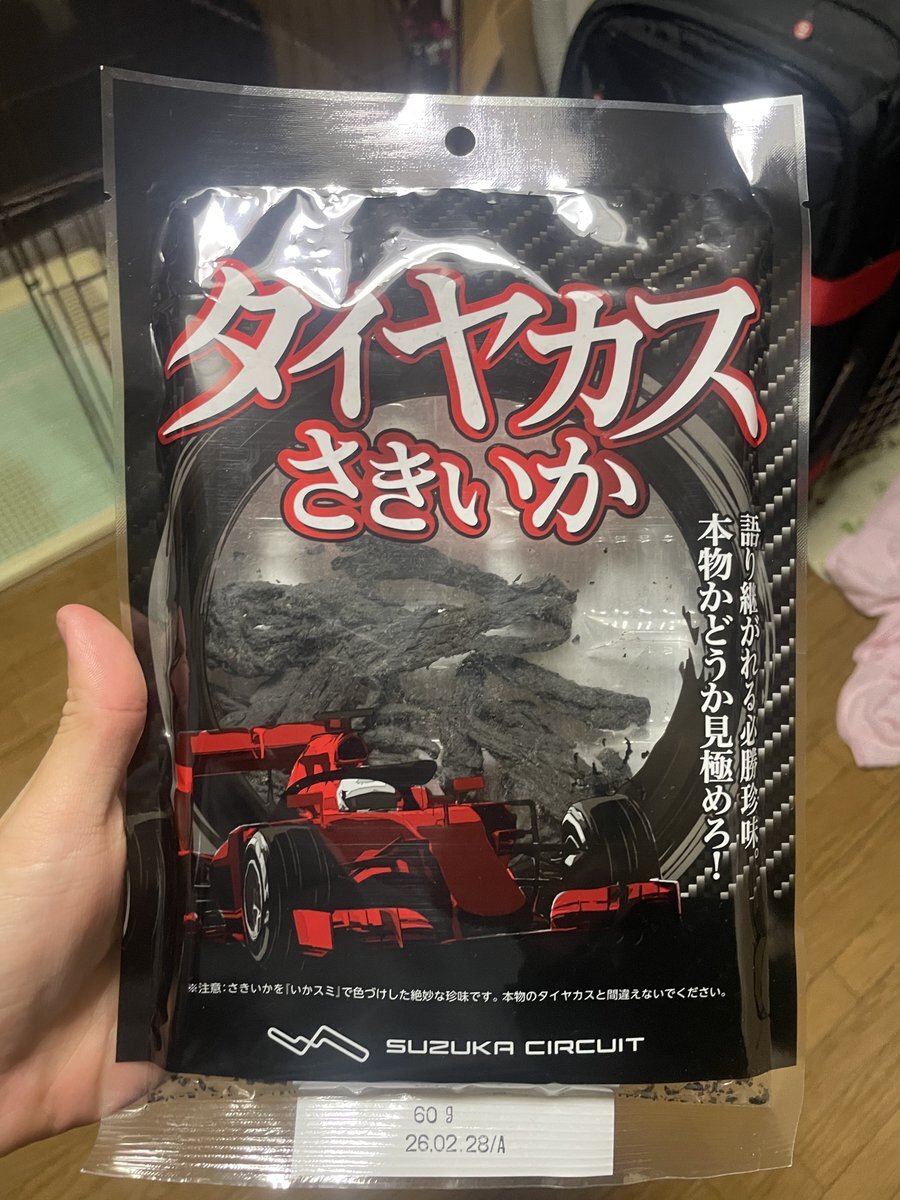 タイヤカス
さきいか
語り継がれる必勝珍味。
本物かどうか見極めろ！
※注意：さきいかを『いかスミ』で色づけした絶妙な珍味です。本物のタイヤカスと間違えないでください。
SUZUKA CIRCUIT
60g
26.02.28/A